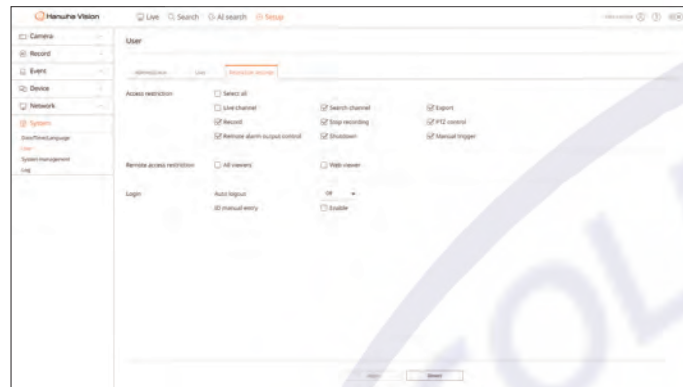 Hanwha Vision
Live Search AI search Setup
Camera
Record
Event
Device
Network
System
Date/Time/Language
User
System management
Log
User
Administrator User Permission setting
Access restriction Select all
Live channel Search channel Export
Record Stop recording PTZ control
Remote alarm output control Shutdown Manual trigger
Remote access restriction All viewers Web viewer
Login Auto logout Off
ID manual entry Enable